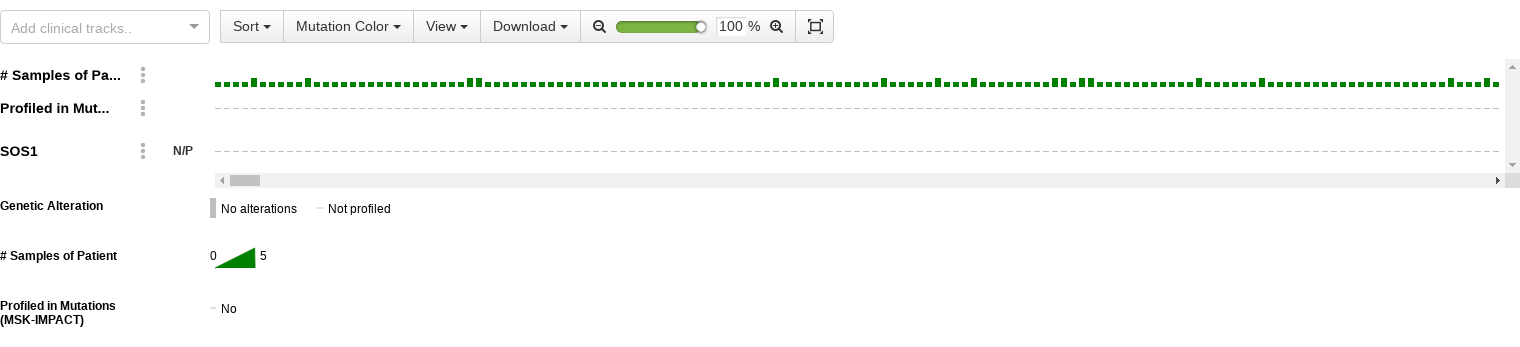 Add clinical tracks..
Sort
Mutation Color
View
Download
100 %
# Samples of Pa...
Profiled in Mut...
SOS1 N/P
Genetic Alteration No alterations Not profiled
# Samples of Patient 0 5
Profiled in Mutations No
(MSK-IMPACT)